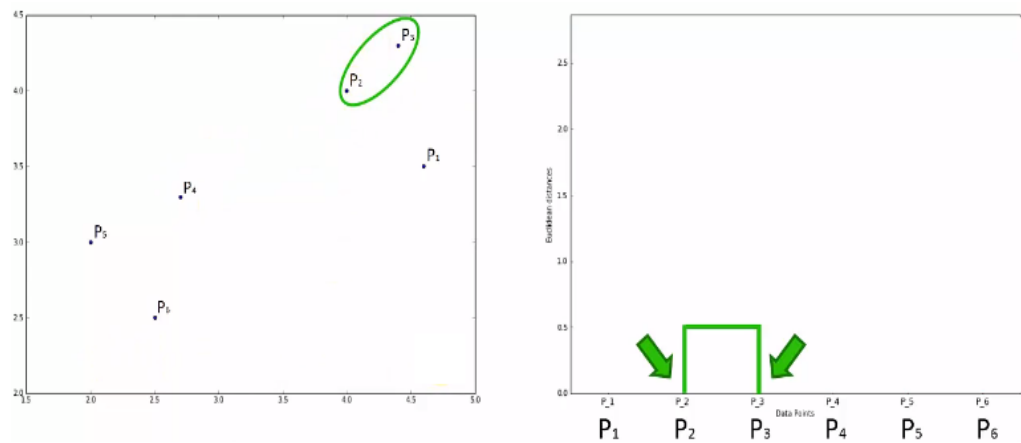 4.5
P₃
4.0
P₂
3.5
P₁
P₄
3.0
P₅
2.5
P₆
2.0
1.5 2.0 2.5 3.0 3.5 4.0 4.5 5.0
Euclidean distances
2.5
2.0
1.5
1.0
0.5
0.0
P_1 P_2 P_3 P_4 P_5 P_6
Data Points
P₁ P₂ P₃ P₄ P₅ P₆